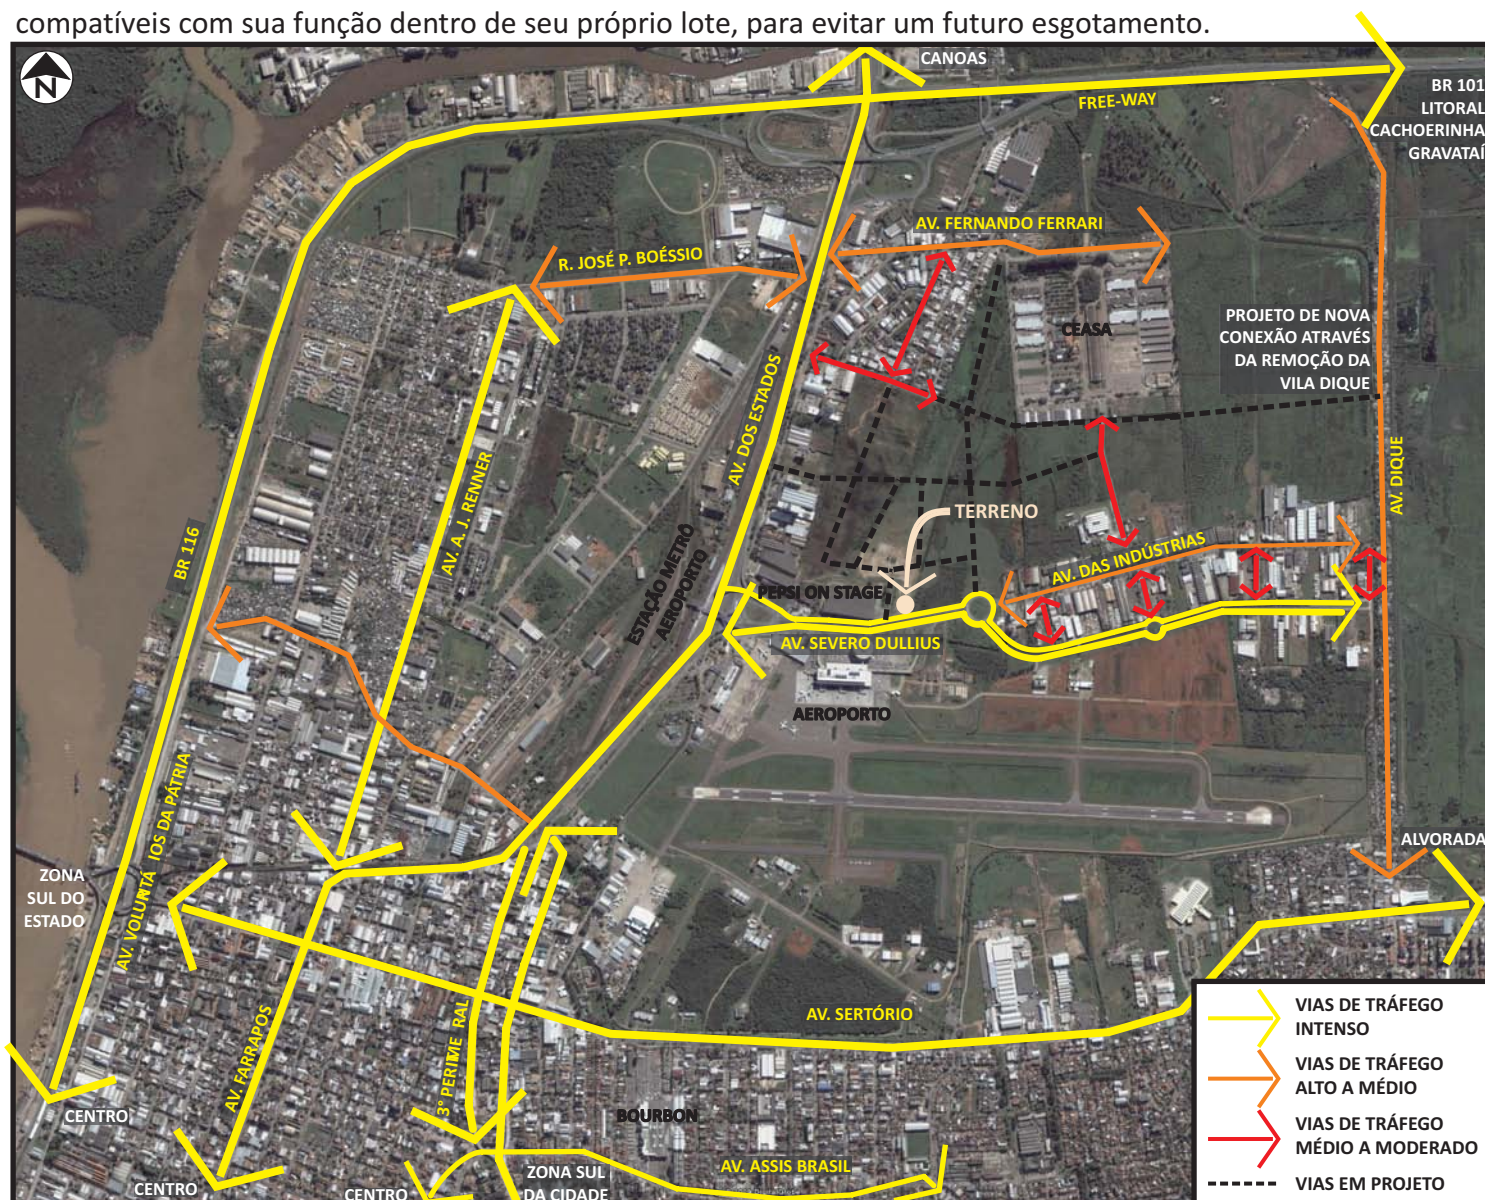 compatíveis com sua função dentro de seu próprio lote, para evitar um futuro esgotamento.
N
CANOAS
FREE-WAY
BR 101
LITORAL
CACHOERINHA
GRAVATAÍ
AV. FERNANDO FERRARI
R. JOSÉ P. BOÉSSIO
CEASA
PROJETO DE NOVA
CONEXÃO ATRAVÉS
DA REMOÇÃO DA
VILA DIQUE
AV. DOS ESTADOS
AV. DIQUE
AV. A. J. RENNER
BR 116
TERRENO
AV. DAS INDÚSTRIAS
ESTAÇÃO METRÔ
AEROPORTO
PEPSI ON STAGE
AV. SEVERO DULLIUS
AEROPORTO
AV. VOLUNTÁ IOS DA PÁTRIA
ALVORADA
ZONA
SUL DO
ESTADO
AV. SERTÓRIO
AV. FARRAPOS
3° PERIME RAL
BOURBON
CENTRO
AV. ASSIS BRASIL
ZONA SUL
DA CIDADE
CENTRO
CENTRO
VIAS DE TRÁFEGO
INTENSO
VIAS DE TRÁFEGO
ALTO A MÉDIO
VIAS DE TRÁFEGO
MÉDIO A MODERADO
VIAS EM PROJETO